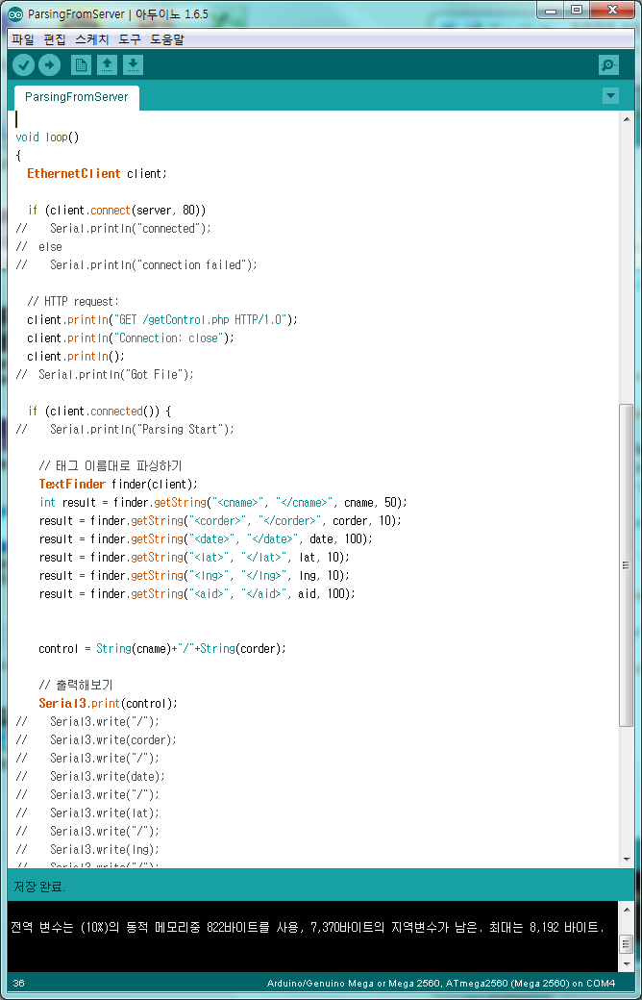 ParsingFromServer | 아두이노 1.6.5
파일 편집 스케치 도구 도움말
ParsingFromServer
void loop()
{
  EthernetClient client;
  if (client.connect(server, 80))
//    Serial.println("connected");
//  else
//    Serial.println("connection failed");
  // HTTP request:
  client.println("GET /getControl.php HTTP/1.0");
  client.println("Connection: close");
  client.println();
//  Serial.println("Got File");
  if (client.connected()) {
//    Serial.println("Parsing Start");
    // 태그 이름대로 파싱하기
    TextFinder finder(client);
    int result = finder.getString("<cname>", "</cname>", cname, 50);
    result = finder.getString("<corder>", "</corder>", corder, 10);
    result = finder.getString("<date>", "</date>", date, 100);
    result = finder.getString("<lat>", "</lat>", lat, 10);
    result = finder.getString("<lng>", "</lng>", lng, 10);
    result = finder.getString("<aid>", "</aid>", aid, 100);
    control = String(cname)+"/"+String(corder);
    // 출력해보기
    Serial3.print(control);
//    Serial3.write("/");
//    Serial3.write(corder);
//    Serial3.write("/");
//    Serial3.write(date);
//    Serial3.write("/");
//    Serial3.write(lat);
//    Serial3.write("/");
//    Serial3.write(lng);
//    Serial3.write("/");
저장 완료.
전역 변수는 (10%)의 동적 메모리중 822바이트를 사용, 7,370바이트의 지역변수가 남은. 최대는 8,192 바이트.
36
Arduino/Genuino Mega or Mega 2560, ATmega2560 (Mega 2560) on COM4